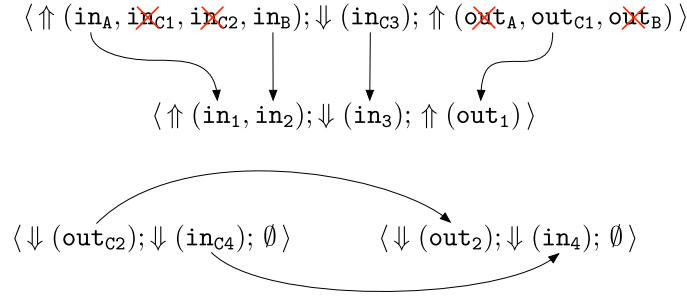 ⟨⇑(in_A, in_C1, in_C2, in_B);⇓(in_C3);⇑(out_A, out_C1, out_B)⟩
⟨⇑(in_1, in_2);⇓(in_3);⇑(out_1)⟩
⟨⇓(out_C2);⇓(in_C4); ∅⟩ ⟨⇓(out_2);⇓(in_4); ∅⟩